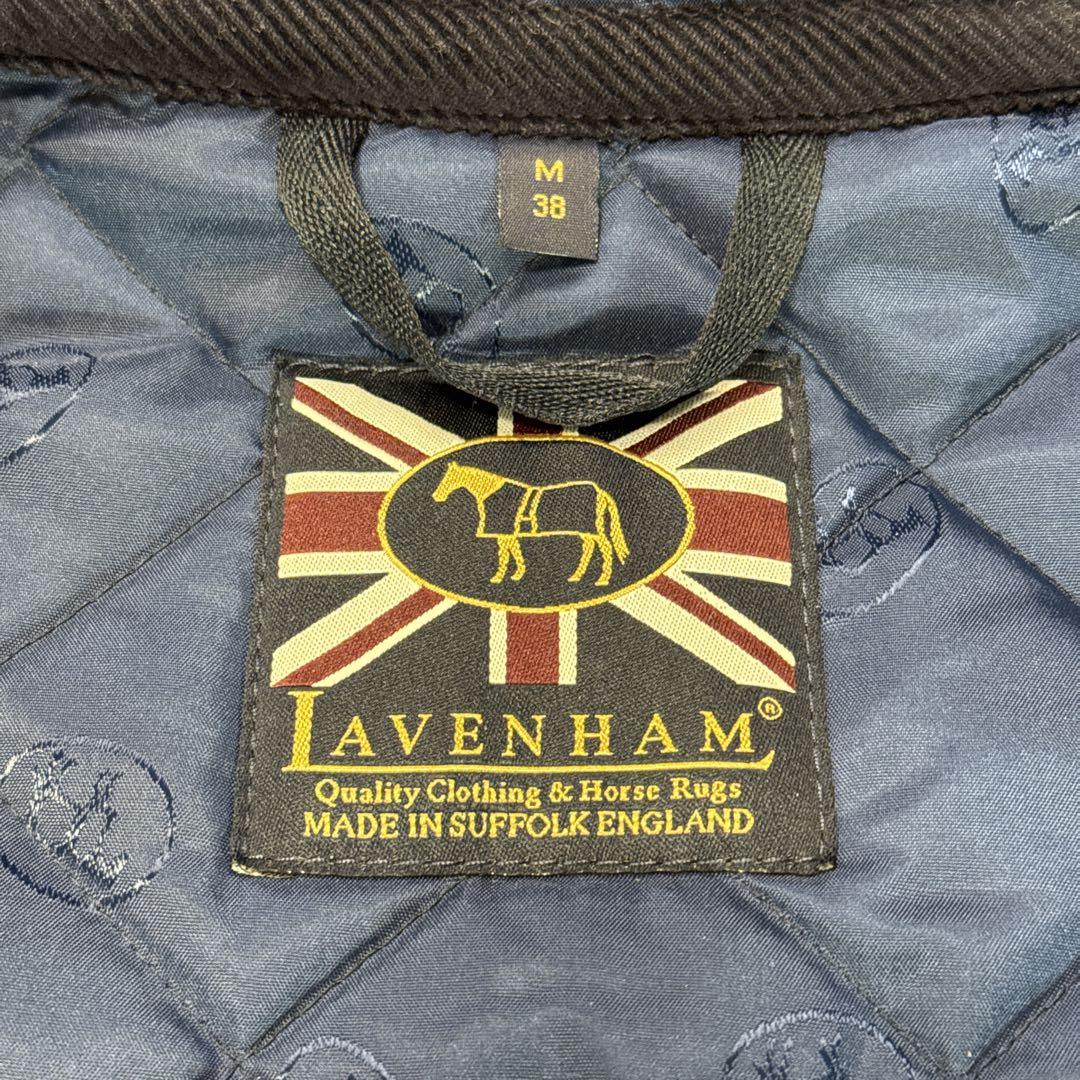 M
38
LAVENHAM®
Quality Clothing & Horse Rugs
MADE IN SUFFOLK ENGLAND